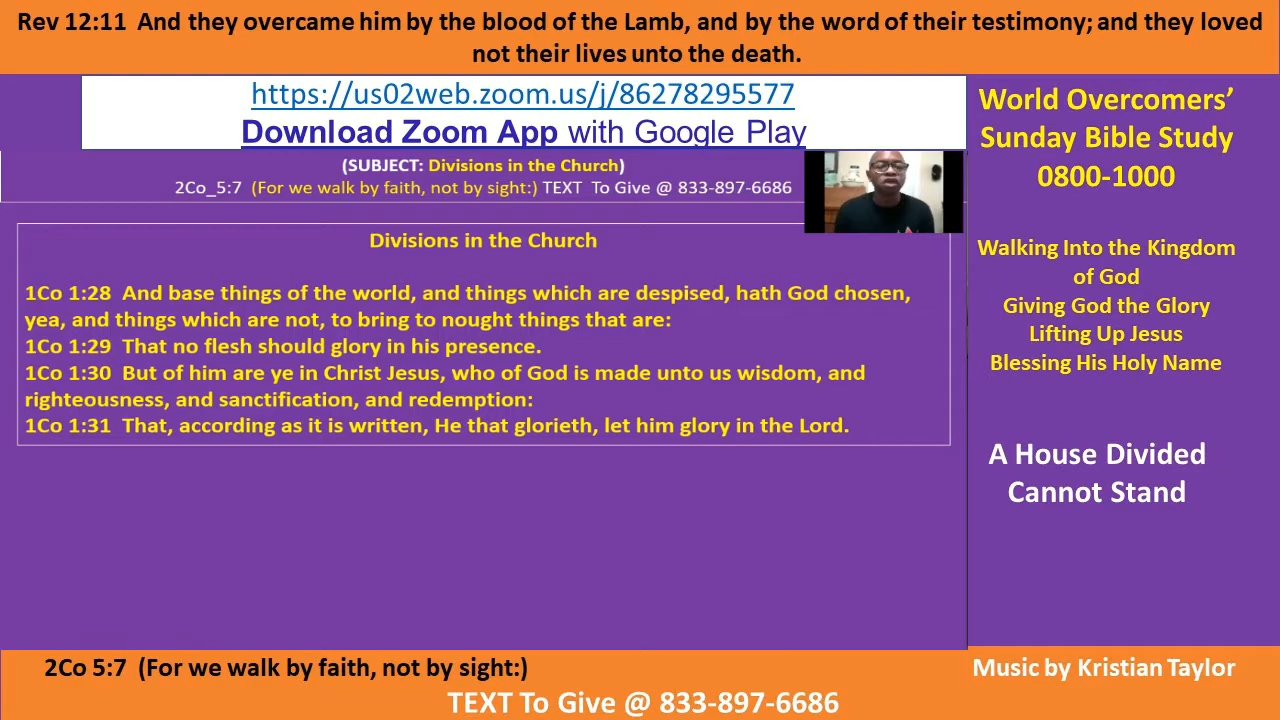 Rev 12:11  And they overcame him by the blood of the Lamb, and by the word of their testimony; and they loved
not their lives unto the death.
https://us02web.zoom.us/j/86278295577
Download Zoom App with Google Play
(SUBJECT: Divisions in the Church)
2Co_5:7  (For we walk by faith, not by sight:) TEXT  To Give @ 833-897-6686
Divisions in the Church
1Co 1:28  And base things of the world, and things which are despised, hath God chosen,
yea, and things which are not, to bring to nought things that are:
1Co 1:29  That no flesh should glory in his presence.
1Co 1:30  But of him are ye in Christ Jesus, who of God is made unto us wisdom, and
righteousness, and sanctification, and redemption:
1Co 1:31  That, according as it is written, He that glorieth, let him glory in the Lord.
World Overcomers’
Sunday Bible Study
0800-1000
Walking Into the Kingdom
of God
Giving God the Glory
Lifting Up Jesus
Blessing His Holy Name
A House Divided
Cannot Stand
2Co 5:7  (For we walk by faith, not by sight:)
Music by Kristian Taylor
TEXT To Give @ 833-897-6686